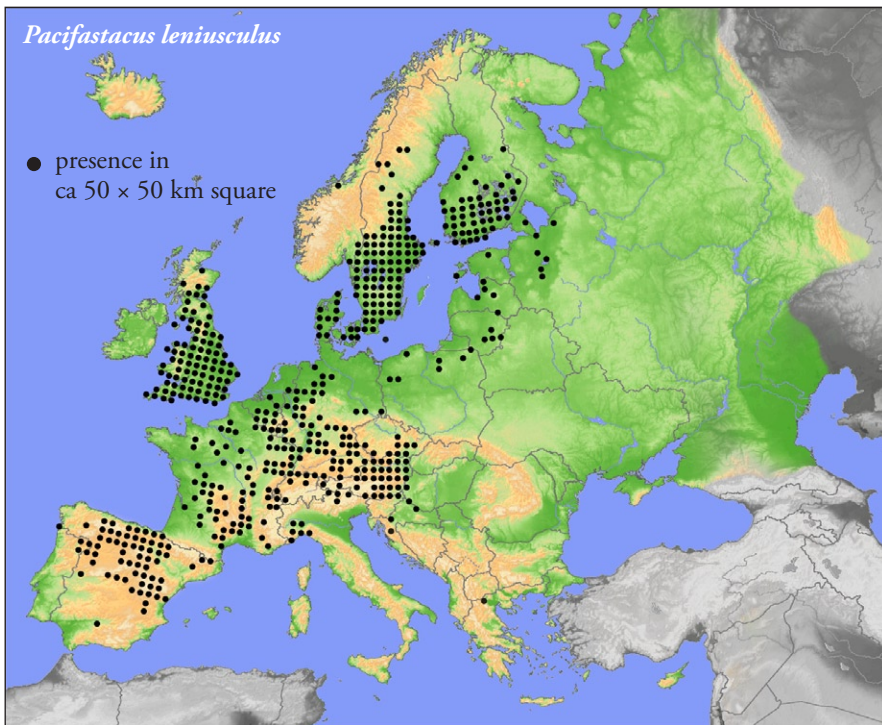 Pacifastacus leniusculus
presence in
ca 50 × 50 km square